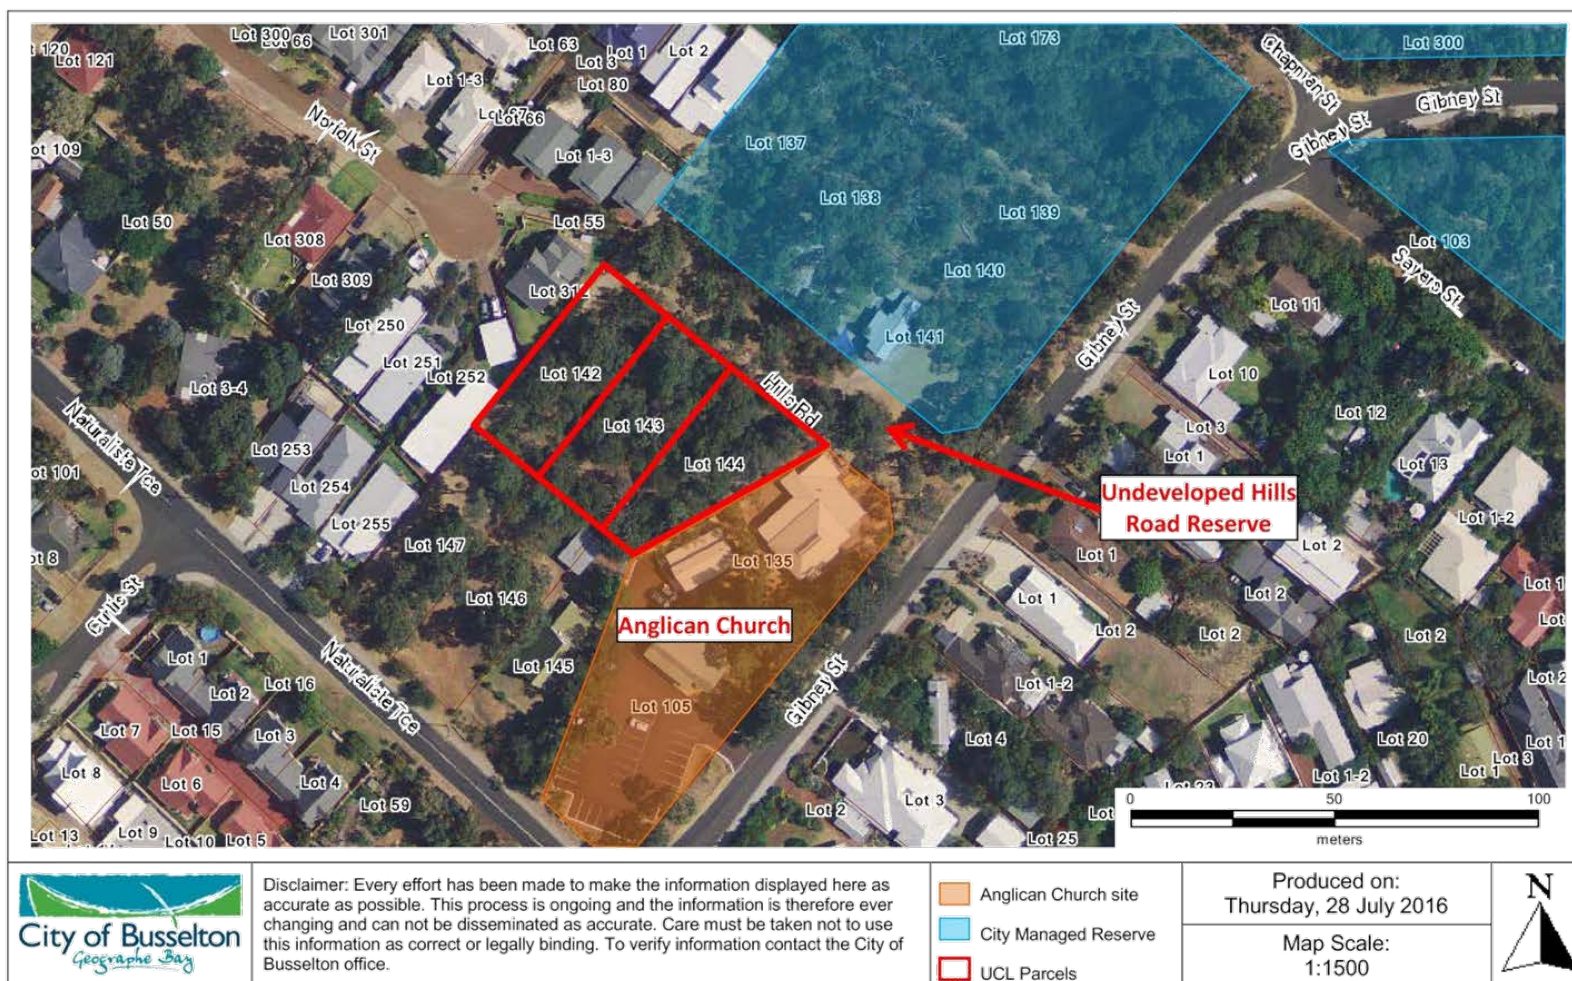 Lot 300
Lot 66
Lot 301
Lot 63
Lot 1
Lot 2
Lot 173
Lot 300
Lot 121
Lot 3
Lot 1-3
Lot 80
Chapman St
Gibney St
Norfolk St
Lot 66
Gibney St
Lot 109
Lot 1-3
Lot 137
Lot 138
Lot 139
Lot 50
Lot 55
Lot 308
Lot 103
Sayers St
Lot 309
Lot 312
Lot 140
Lot 11
Lot 250
Lot 141
Gibney St
Lot 251
Lot 252
Lot 142
Lot 10
Lot 3-4
Hills Rd
Lot 12
Naturaliste Tce
Lot 143
Lot 3
Lot 253
Lot 144
Lot 1
Lot 13
Lot 254
Undeveloped Hills
Road Reserve
Lot 255
Lot 1-2
Lot 147
Lot 2
Lot 135
Lot 1
Lot 146
Lot 1
Lot 2
Anglican Church
Lot 2
Lot 2
Lot 2
Lot 1
Lot 145
Naturaliste Tce
Lot 2
Lot 16
Lot 1-2
Gibney St
Lot 105
Lot 7
Lot 15
Lot 3
Lot 4
Lot 20
Lot 8
Lot 6
Lot 4
Lot 3
Lot 1-2
Lot 1
Lot 59
Lot 2
Lot 3
Lot 13
Lot 9
Lot 10
Lot 5
Lot 25
0 50 100
meters
City of Busselton
Geographe Bay
Disclaimer: Every effort has been made to make the information displayed here as
accurate as possible. This process is ongoing and the information is therefore ever
changing and can not be disseminated as accurate. Care must be taken not to use
this information as correct or legally binding. To verify information contact the City of
Busselton office.
Anglican Church site
City Managed Reserve
UCL Parcels
Produced on:
Thursday, 28 July 2016
Map Scale:
1:1500
N